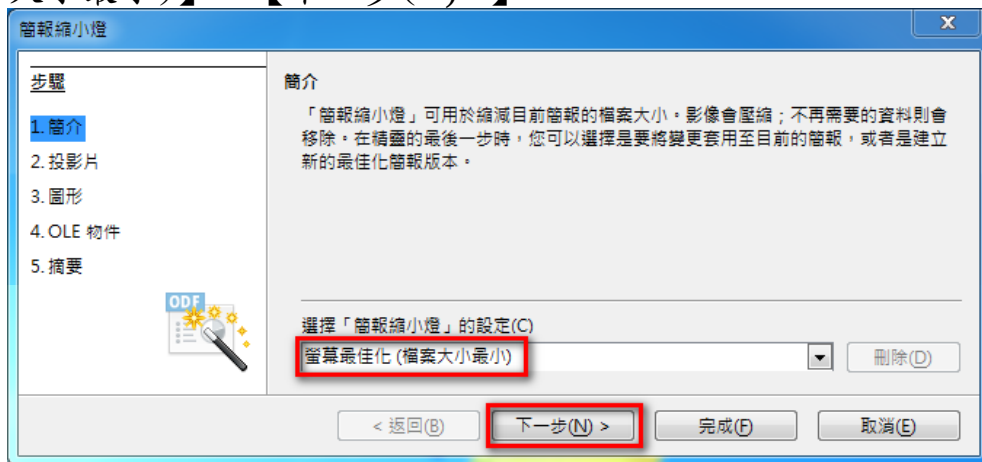 簡報縮小燈
步驟
1. 簡介
2. 投影片
3. 圖形
4. OLE 物件
5. 摘要
ODF
簡介
「簡報縮小燈」可用於縮減目前簡報的檔案大小。影像會壓縮；不再需要的資料則會
移除。在精靈的最後一步時，您可以選擇是要將變更套用至目前的簡報，或者是建立
新的最佳化簡報版本。
選擇「簡報縮小燈」的設定(C)
螢幕最佳化 (檔案大小最小)
刪除(D)
< 返回(B)
下一步(N) >
完成(F)
取消(E)